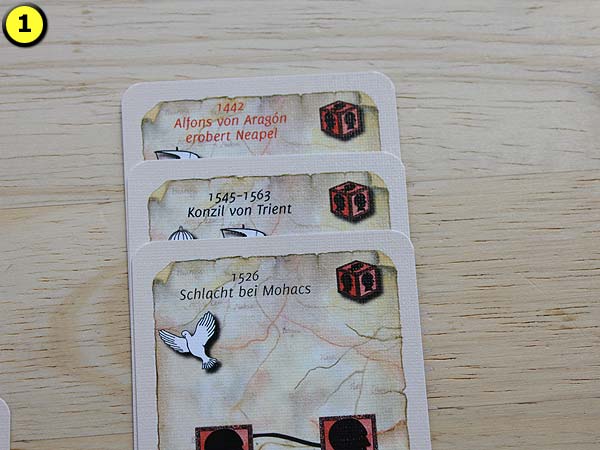 1
1442
Alfons von Aragón
erobert Neapel
1545-1563
Konzil von Trient
1526
Schlacht bei Mohacs